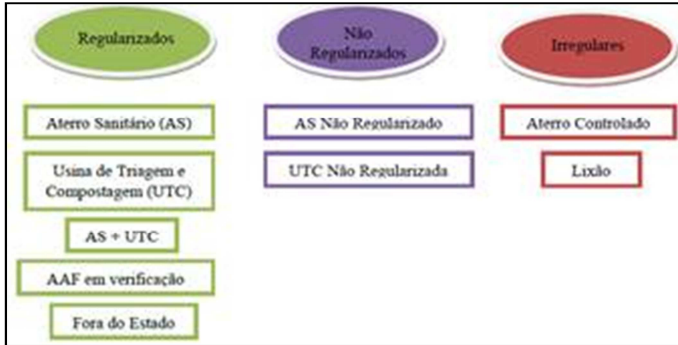 Regularizados
Aterro Sanitário (AS)
Usina de Triagem e
Compostagem (UTC)
AS + UTC
AAF em verificação
Fora do Estado
Não
Regularizados
AS Não Regularizado
UTC Não Regularizada
Irregulares
Aterro Controlado
Lixão